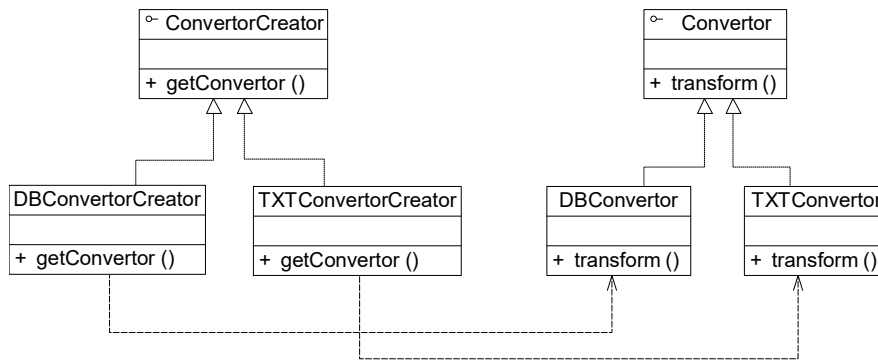 ConvertorCreator
+ getConvertor ()
Convertor
+ transform ()
DBConvertorCreator
+ getConvertor ()
TXTConvertorCreator
+ getConvertor ()
DBConvertor
+ transform ()
TXTConvertor
+ transform ()